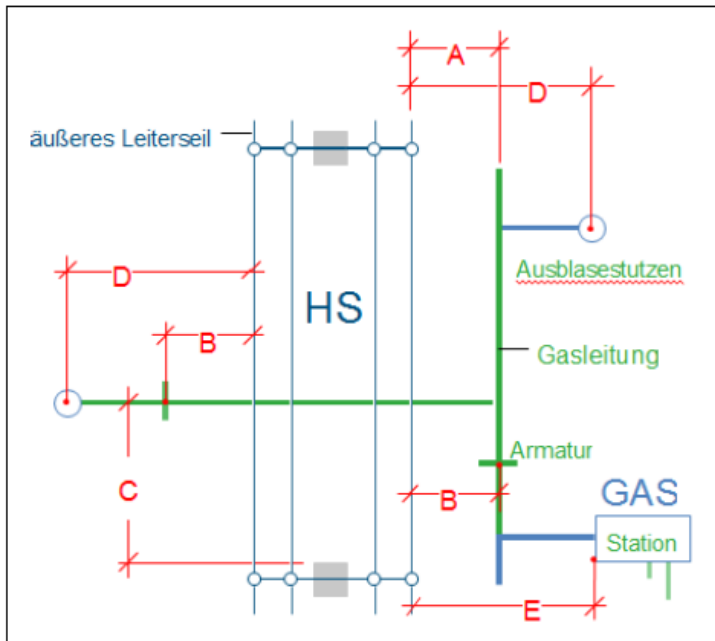 A
D
äußeres Leiterseil
D
Ausblasestutzen
HS
B
Gasleitung
Armatur
C
B
GAS
Station
E